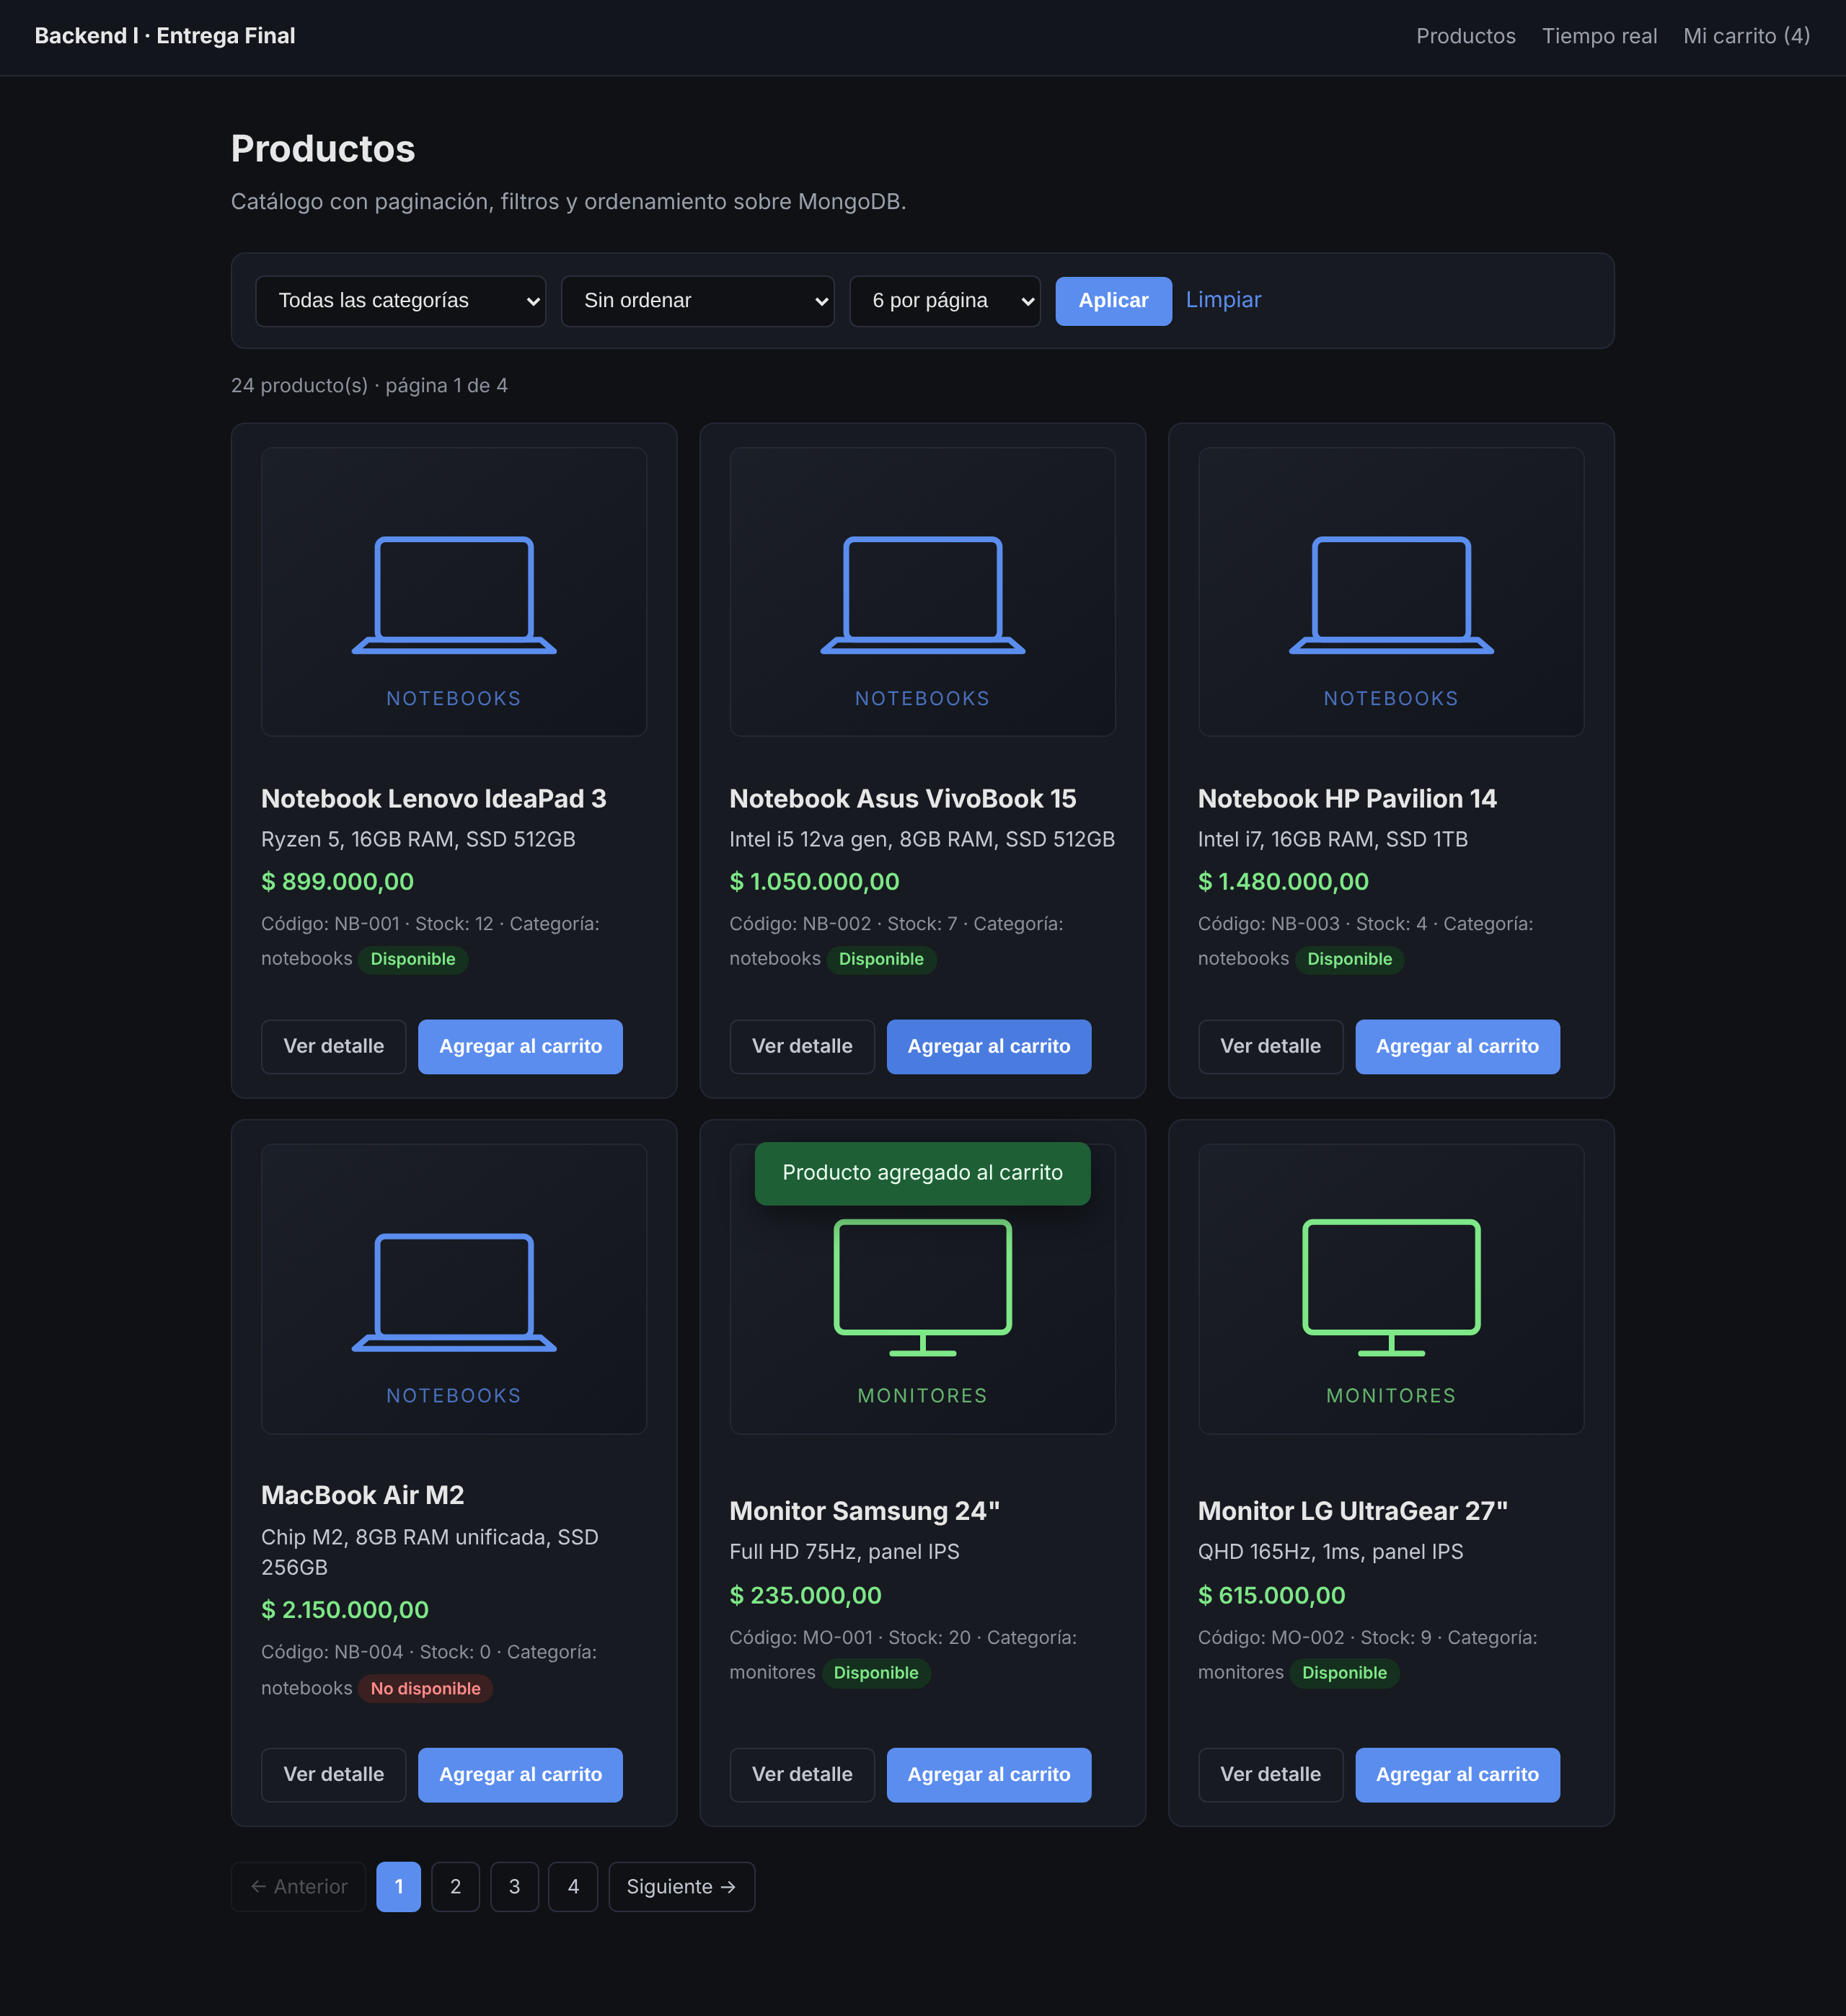 Backend I · Entrega Final
Productos
Tiempo real
Mi carrito (4)
Productos
Catálogo con paginación, filtros y ordenamiento sobre MongoDB.
Todas las categorías
Sin ordenar
6 por página
Aplicar
Limpiar
24 producto(s) · página 1 de 4
NOTEBOOKS
Notebook Lenovo IdeaPad 3
Ryzen 5, 16GB RAM, SSD 512GB
$ 899.000,00
Código: NB-001 · Stock: 12 · Categoría:
notebooks Disponible
Ver detalle
Agregar al carrito
NOTEBOOKS
Notebook Asus VivoBook 15
Intel i5 12va gen, 8GB RAM, SSD 512GB
$ 1.050.000,00
Código: NB-002 · Stock: 7 · Categoría:
notebooks Disponible
Ver detalle
Agregar al carrito
NOTEBOOKS
Notebook HP Pavilion 14
Intel i7, 16GB RAM, SSD 1TB
$ 1.480.000,00
Código: NB-003 · Stock: 4 · Categoría:
notebooks Disponible
Ver detalle
Agregar al carrito
NOTEBOOKS
MacBook Air M2
Chip M2, 8GB RAM unificada, SSD
256GB
$ 2.150.000,00
Código: NB-004 · Stock: 0 · Categoría:
notebooks No disponible
Ver detalle
Agregar al carrito
Producto agregado al carrito
MONITORES
Monitor Samsung 24"
Full HD 75Hz, panel IPS
$ 235.000,00
Código: MO-001 · Stock: 20 · Categoría:
monitores Disponible
Ver detalle
Agregar al carrito
MONITORES
Monitor LG UltraGear 27"
QHD 165Hz, 1ms, panel IPS
$ 615.000,00
Código: MO-002 · Stock: 9 · Categoría:
monitores Disponible
Ver detalle
Agregar al carrito
← Anterior
1
2
3
4
Siguiente →